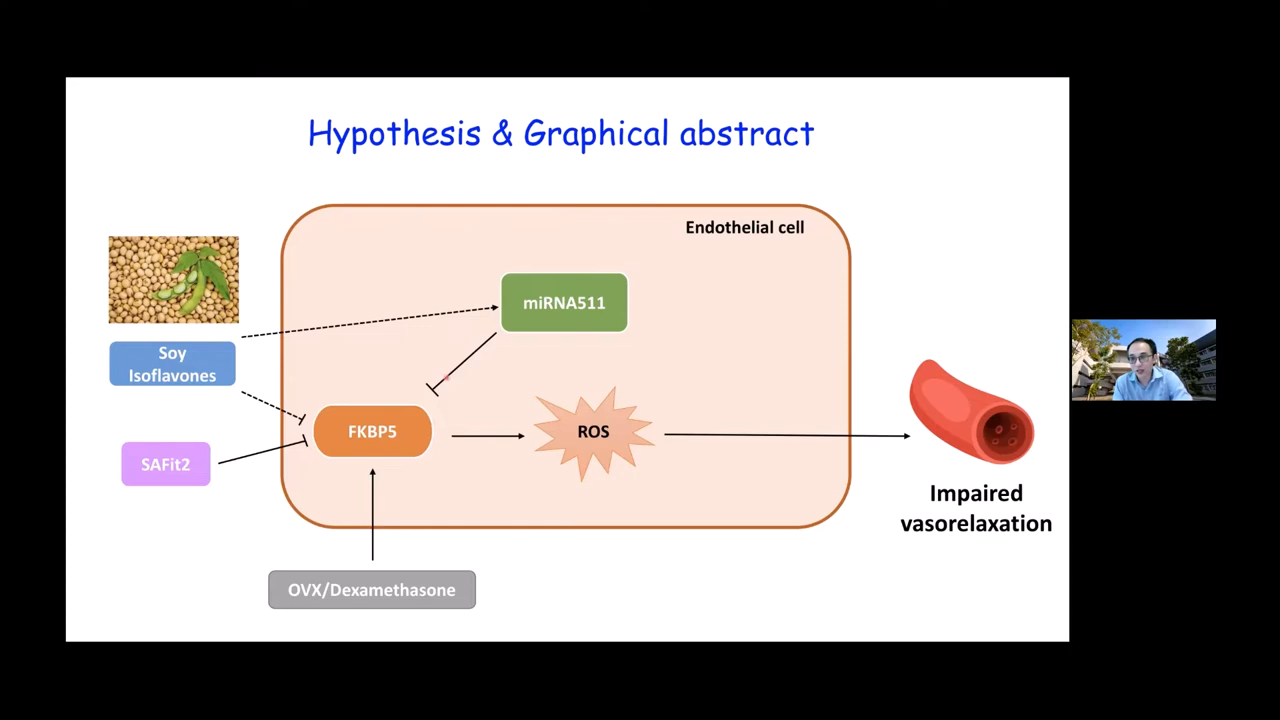 Hypothesis & Graphical abstract
Endothelial cell
miRNA511
Soy
Isoflavones
FKBP5
ROS
SAFit2
Impaired
vasorelaxation
OVX/Dexamethasone